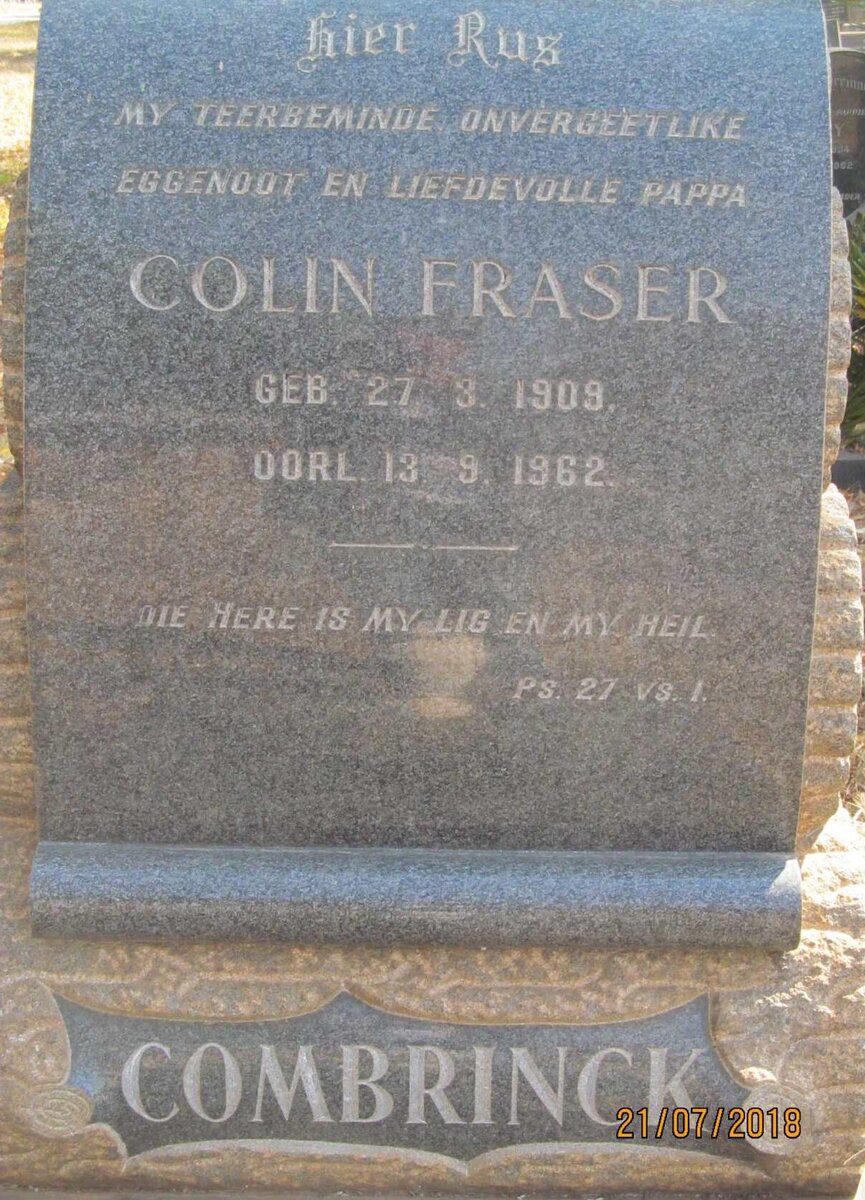 Hier Rus
MY TEERBEMINDE, ONVERGEETLIKE
EGGENOOT EN LIEFDEVOLLE PAPPA
COLIN FRASER
GEB. 27 3. 1909.
OORL. 13 9. 1962.
DIE HERE IS MY LIG EN MY HEIL.
PS. 27 VS. 1.
COMBRINCK
21/07/2018